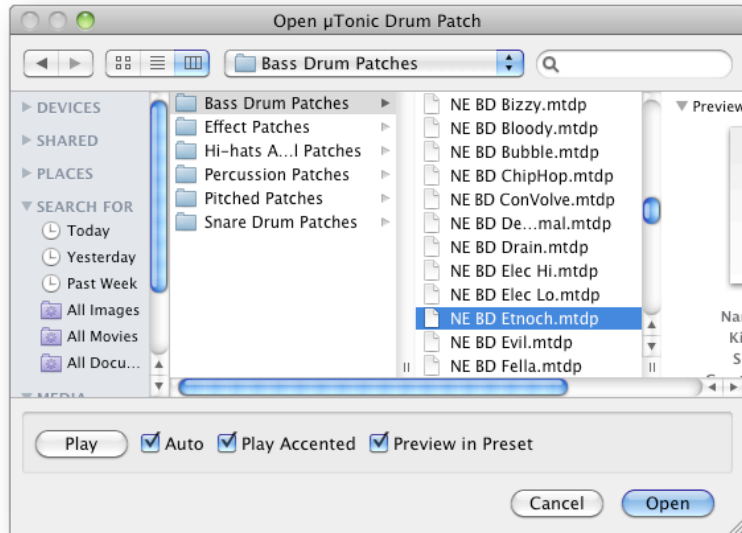 Open µTonic Drum Patch
Bass Drum Patches
DEVICES
SHARED
PLACES
SEARCH FOR
Today
Yesterday
Past Week
All Images
All Movies
All Docu...
MEDIA
Bass Drum Patches
Effect Patches
Hi-hats A...l Patches
Percussion Patches
Pitched Patches
Snare Drum Patches
NE BD Bizzy.mtdp
NE BD Bloody.mtdp
NE BD Bubble.mtdp
NE BD ChipHop.mtdp
NE BD ConVolve.mtdp
NE BD De...mal.mtdp
NE BD Drain.mtdp
NE BD Elec Hi.mtdp
NE BD Elec Lo.mtdp
NE BD Etnoch.mtdp
NE BD Evil.mtdp
NE BD Fella.mtdp
Preview
Na
Ki
S
Play
Auto
Play Accented
Preview in Preset
Cancel
Open